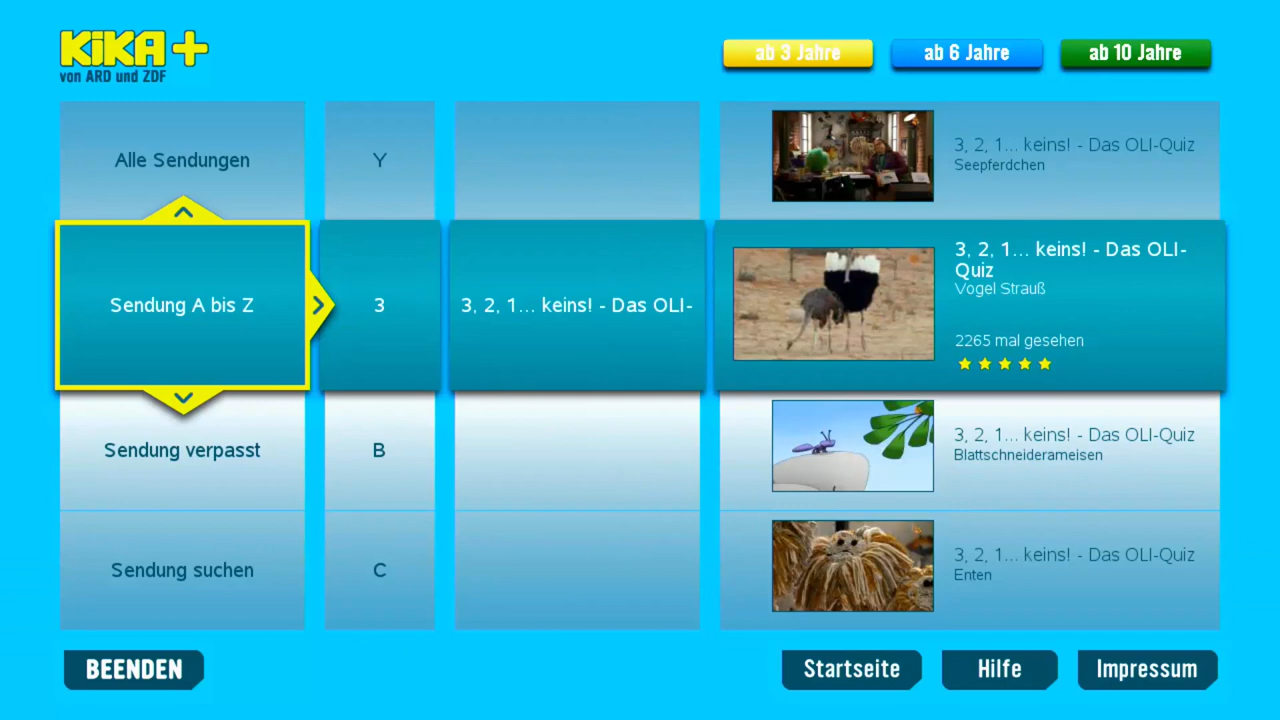 KiKA+
von ARD und ZDF
ab 3 Jahre
ab 6 Jahre
ab 10 Jahre
Alle Sendungen
Y
3, 2, 1... keins! - Das OLI-Quiz
Seepferdchen
Sendung A bis Z
3
3, 2, 1... keins! - Das OLI-
3, 2, 1... keins! - Das OLI-
Quiz
Vogel Strauß
2265 mal gesehen
Sendung verpasst
B
3, 2, 1... keins! - Das OLI-Quiz
Blattschneiderameisen
Sendung suchen
C
3, 2, 1... keins! - Das OLI-Quiz
Enten
BEENDEN
Startseite
Hilfe
Impressum